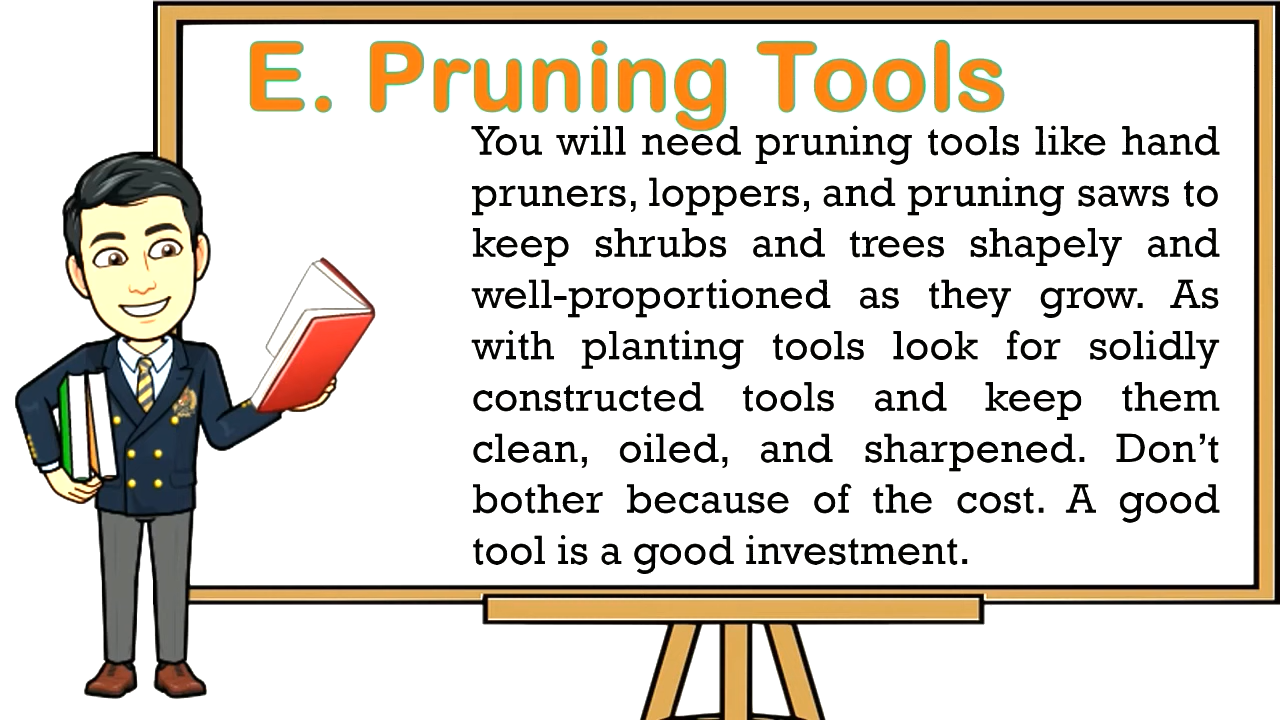 E. Pruning Tools
You will need pruning tools like hand
pruners, loppers, and pruning saws to
keep shrubs and trees shapely and
well-proportioned as they grow. As
with planting tools look for solidly
constructed tools and keep them
clean, oiled, and sharpened. Don’t
bother because of the cost. A good
tool is a good investment.